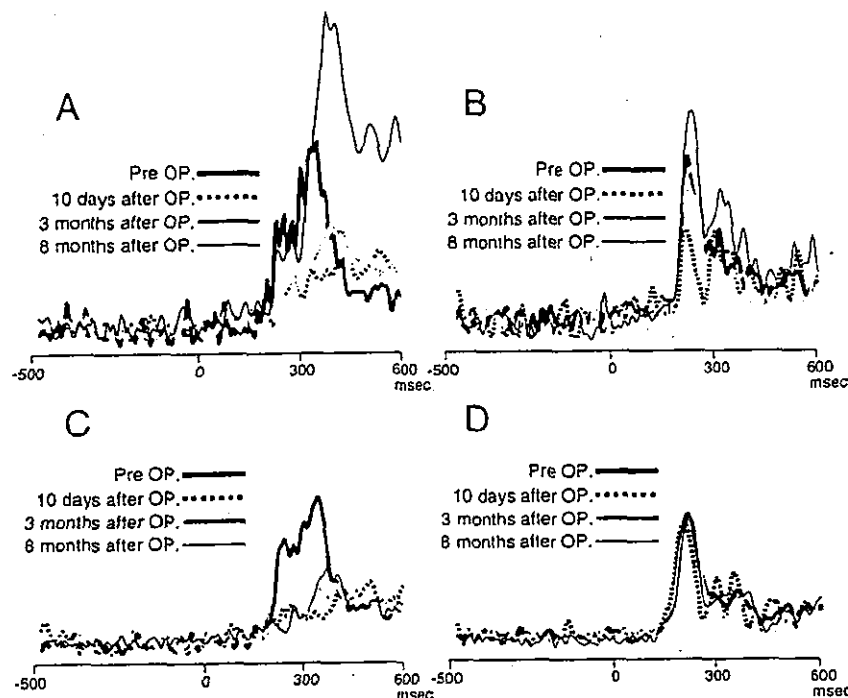 A
Pre OP.
10 days after OP.
3 months after OP.
8 months after OP.
-500 0 300 600
msec
B
Pre OP.
10 days after OP.
3 months after OP.
8 months after OP.
-500 0 300 600
msec
C
Pre OP.
10 days after OP.
3 months after OP.
8 months after OP.
-500 0 300 600
msec
D
Pre OP.
10 days after OP.
3 months after OP.
8 months after OP.
-500 0 300 600
msec